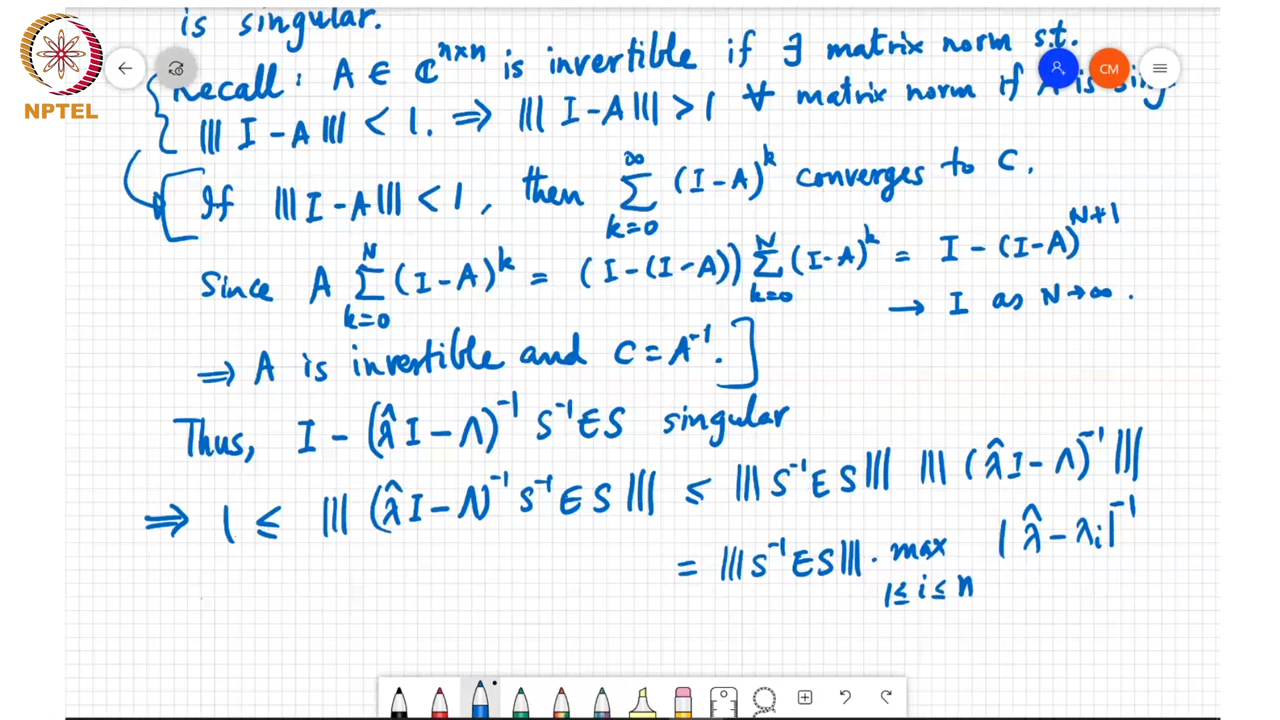 is singular.
Recall : A ∈ ℂ^{n×n} is invertible if ∃ matrix norm s.t.
||| I - A ||| < 1. ⇒ ||| I - A ||| > 1 ∀ matrix norm if A is sing
If ||| I - A ||| < 1, then ∑_{k=0}^{∞} (I-A)^k converges to C.
Since A ∑_{k=0}^{N} (I-A)^k = (I-(I-A)) ∑_{k=0}^{N} (I-A)^k = I - (I-A)^{N+1}
→ I as N→∞.
⇒ A is invertible and C = A^{-1}.]
Thus, I - (λ̂I - Λ)^{-1} S^{-1}ES singular
⇒ 1 ≤ ||| (λ̂I - Λ)^{-1} S^{-1}ES ||| ≤ ||| S^{-1}ES ||| ||| (λ̂I - Λ)^{-1} |||
= ||| S^{-1}ES ||| · max_{1≤i≤n} |λ̂ - λ_i|^{-1}
NPTEL
CM